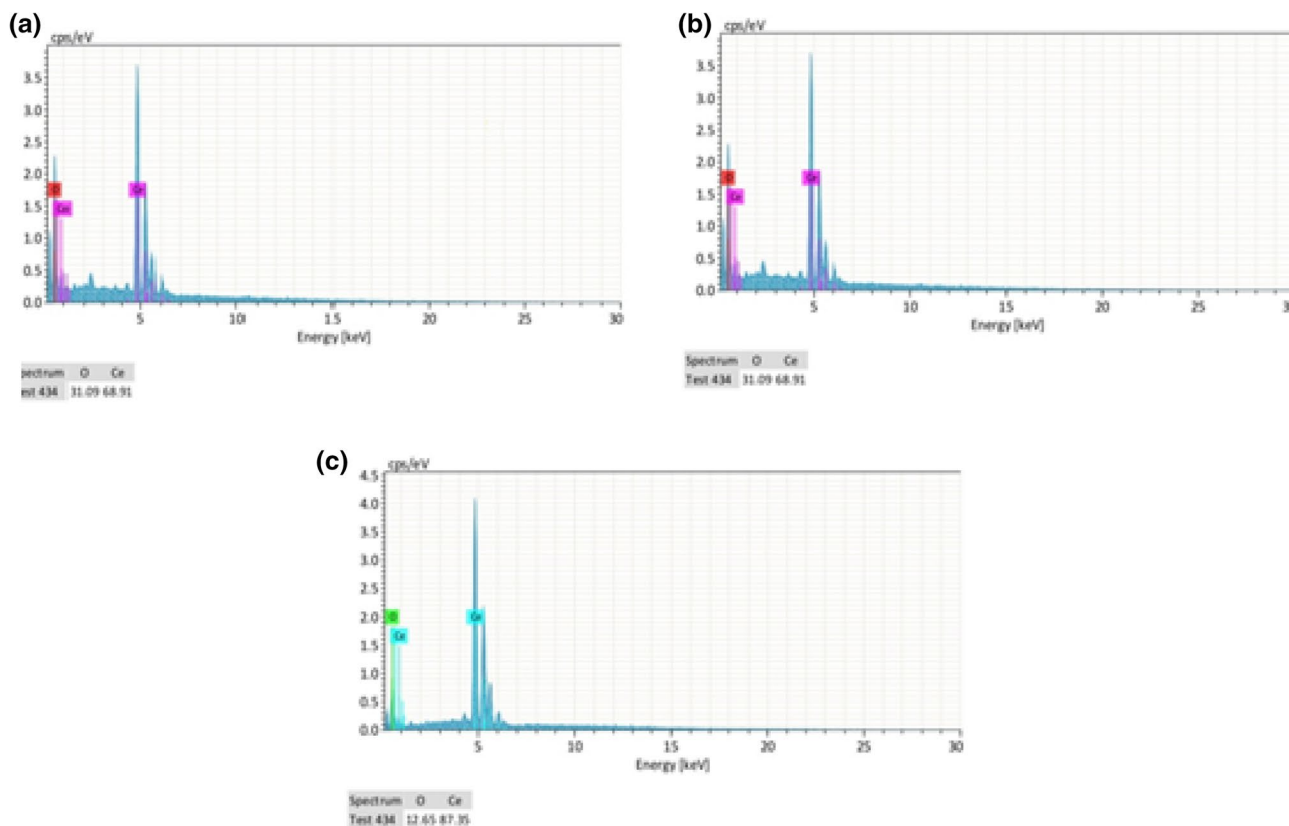 (a)
cps/eV
3.5
3.0
2.5
2.0
1.5
1.0
0.5
0.0
O
Ce
Ce
5 10 15 20 25 30
Energy [keV]
pectrum O Ce
est 434 31.09 68.91
(b)
cps/eV
3.5
3.0
2.5
2.0
1.5
1.0
0.5
0.0
O
Ce
Ce
5 10 15 20 25 30
Energy [keV]
Spectrum O Ce
Test 434 31.09 68.91
(c)
cps/eV
4.5
4.0
3.5
3.0
2.5
2.0
1.5
1.0
0.5
0.0
O
Ce
Ce
5 10 15 20 25 30
Energy [keV]
Spectrum O Ce
Test 434 12.65 87.35